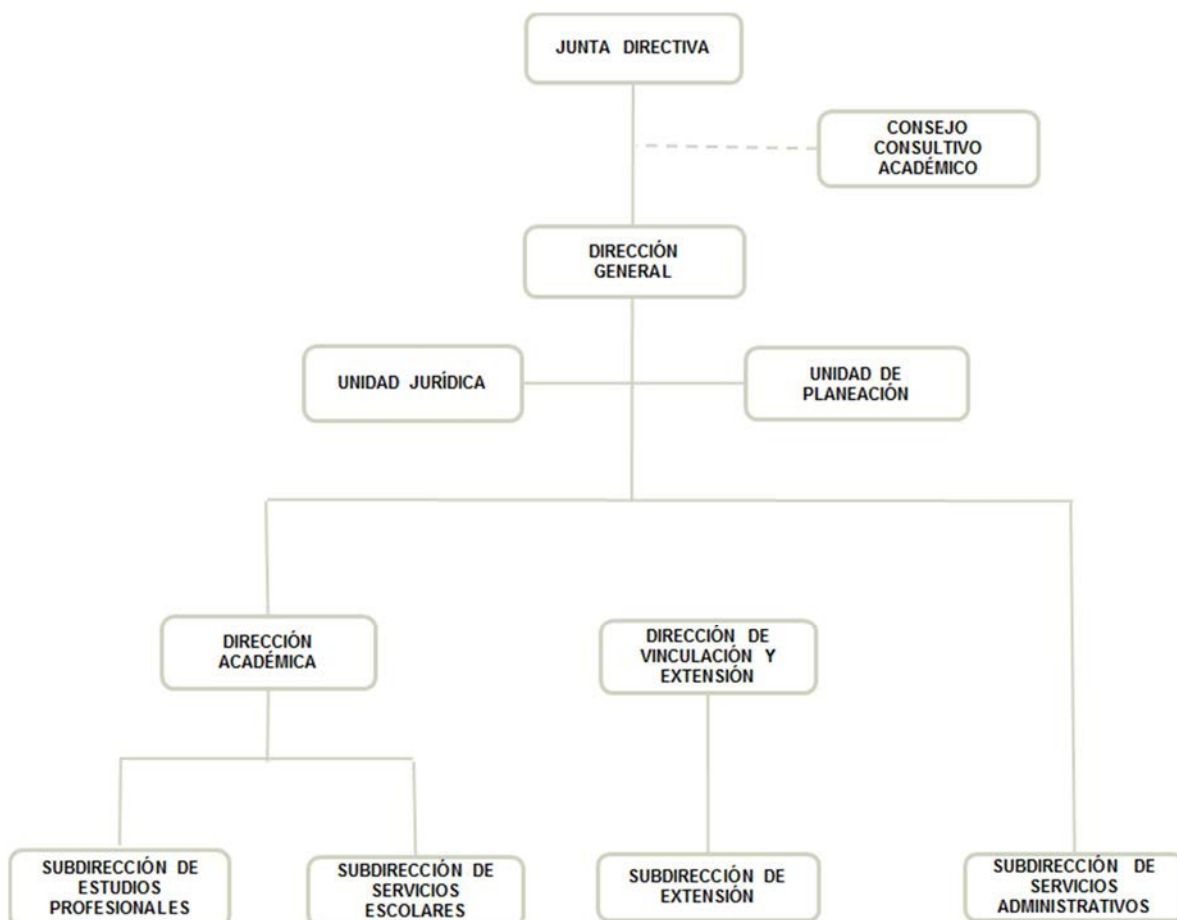 JUNTA DIRECTIVA
CONSEJO
CONSULTIVO
ACADÉMICO
DIRECCIÓN
GENERAL
UNIDAD JURÍDICA
UNIDAD DE
PLANEACIÓN
DIRECCIÓN
ACADÉMICA
DIRECCIÓN DE
VINCULACIÓN Y
EXTENSIÓN
SUBDIRECCIÓN DE
ESTUDIOS
PROFESIONALES
SUBDIRECCIÓN DE
SERVICIOS
ESCOLARES
SUBDIRECCIÓN DE
EXTENSIÓN
SUBDIRECCIÓN DE
SERVICIOS
ADMINISTRATIVOS